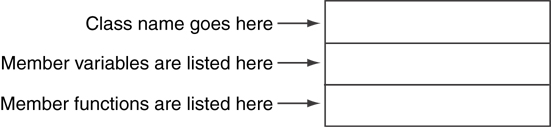 Class name goes here
Member variables are listed here
Member functions are listed here